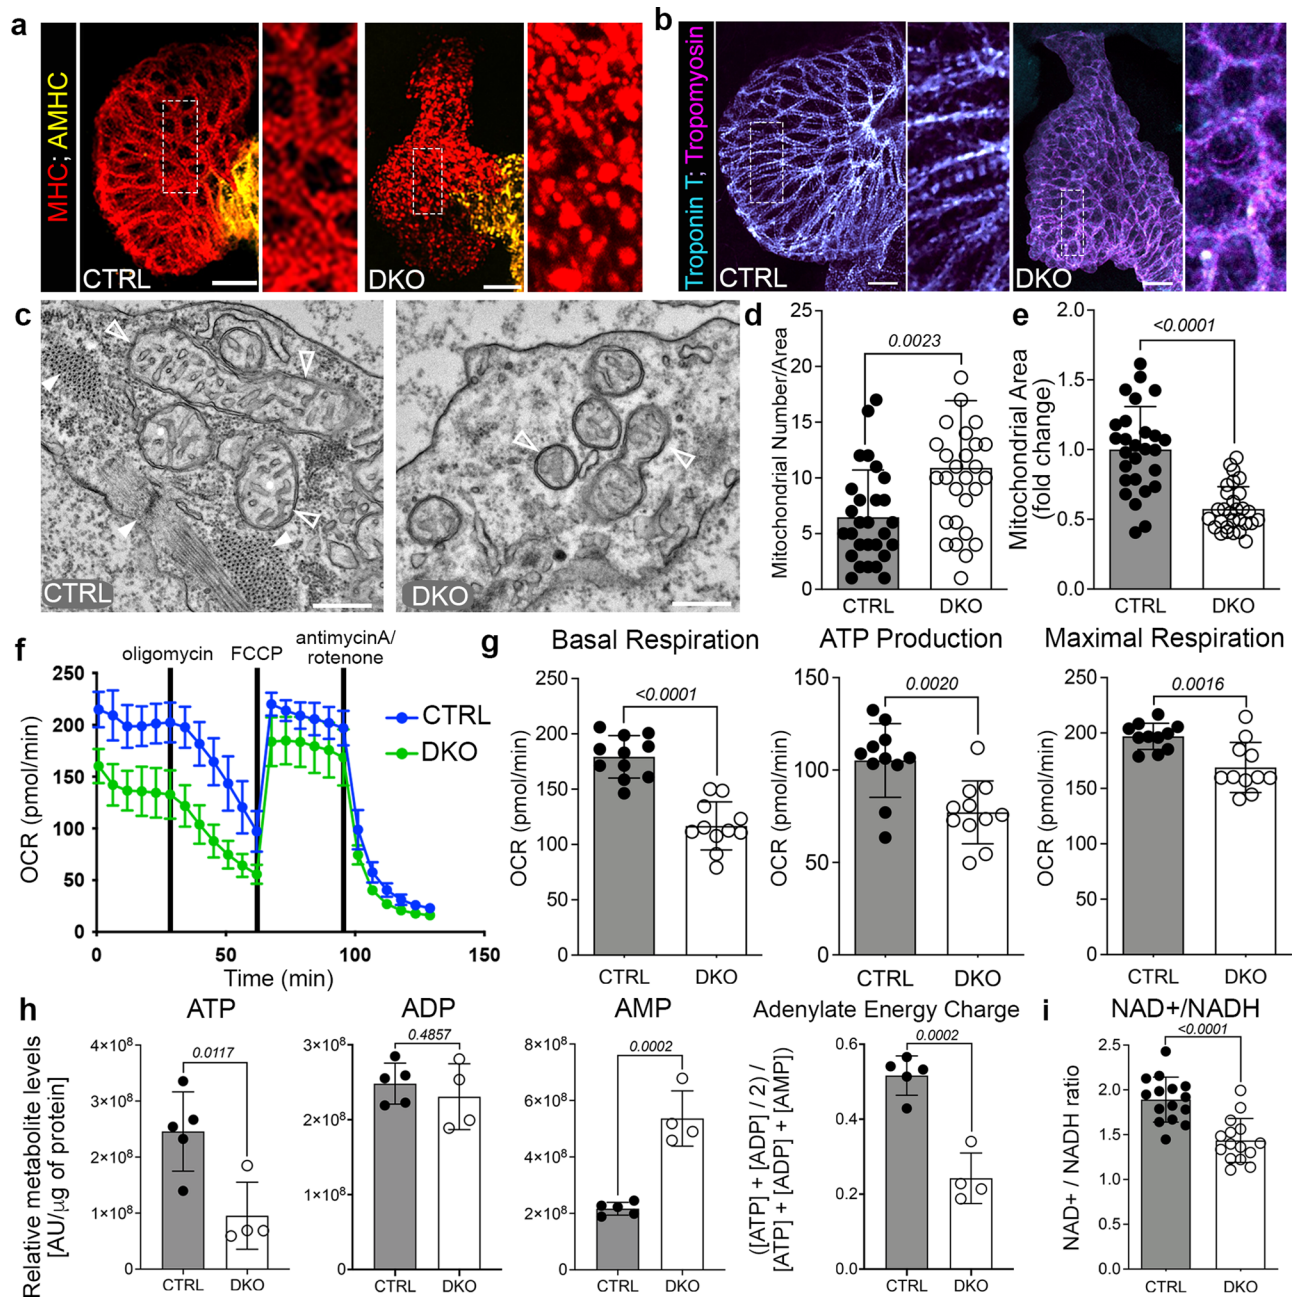 a
MHC; AMHC
CTRL
DKO
b
Troponin T; Tropomyosin
CTRL
DKO
c
CTRL
DKO
d
Mitochondrial Number/Area
25
20
15
10
5
0
0.0023
CTRL
DKO
e
Mitochondrial Area
(fold change)
2.0
1.5
1.0
0.5
0.0
<0.0001
CTRL
DKO
f
oligomycin
FCCP
antimycinA/
rotenone
OCR (pmol/min)
250
200
150
100
50
0
0
50
100
150
Time (min)
CTRL
DKO
g
Basal Respiration
OCR (pmol/min)
250
200
150
100
50
0
<0.0001
CTRL
DKO
ATP Production
OCR (pmol/min)
150
100
50
0
0.0020
CTRL
DKO
Maximal Respiration
OCR (pmol/min)
250
200
150
100
50
0
0.0016
CTRL
DKO
h
Relative metabolite levels
[AU/µg of protein]
ATP
4×10⁸
3×10⁸
2×10⁸
1×10⁸
0
0.0117
CTRL
DKO
ADP
3×10⁸
2×10⁸
1×10⁸
0
0.4857
CTRL
DKO
AMP
8×10⁸
6×10⁸
4×10⁸
2×10⁸
0
0.0002
CTRL
DKO
Adenylate Energy Charge
([ATP] + [ADP] / 2) /
[ATP] + [ADP] + [AMP])
0.6
0.4
0.2
0.0
0.0002
CTRL
DKO
i
NAD+/NADH
NAD+ / NADH ratio
2.5
2.0
1.5
1.0
0.5
0.0
<0.0001
CTRL
DKO